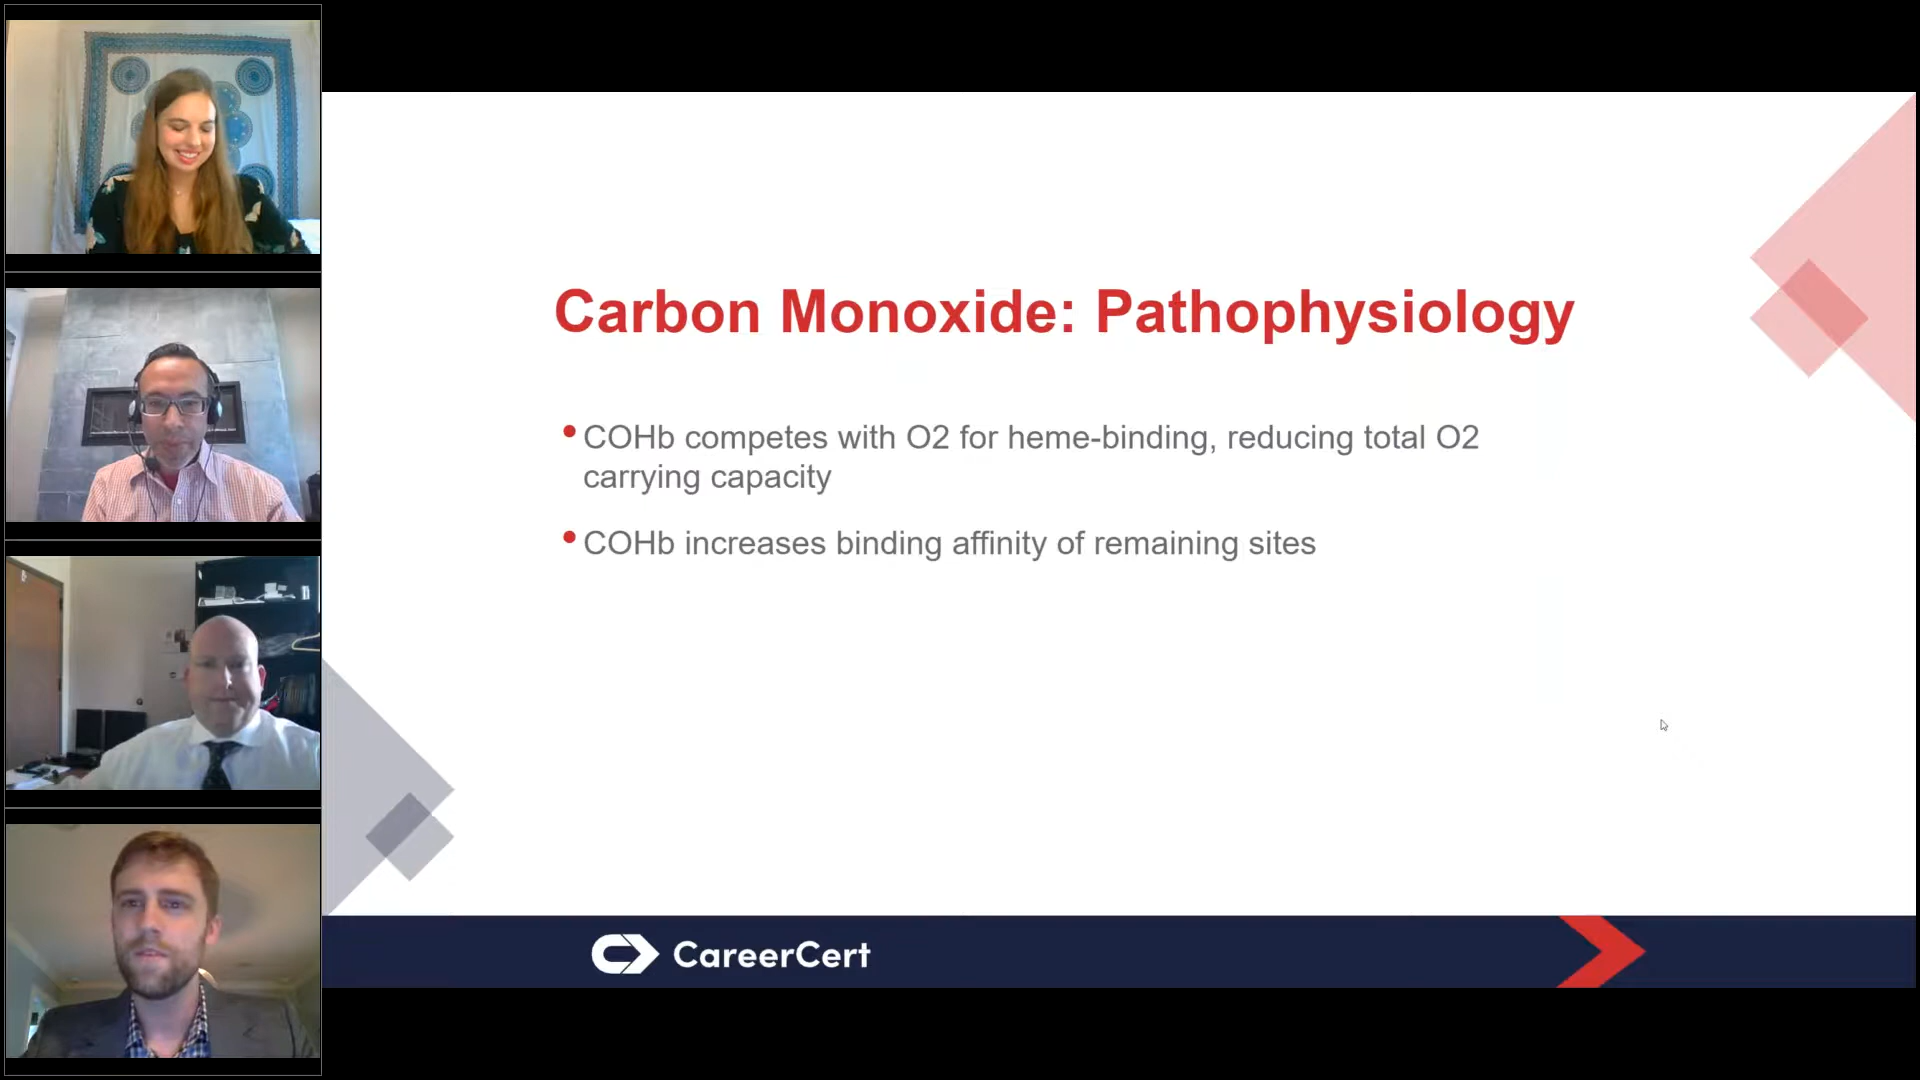 Carbon Monoxide: Pathophysiology
•COHb competes with O2 for heme-binding, reducing total O2
carrying capacity
•COHb increases binding affinity of remaining sites
CareerCert